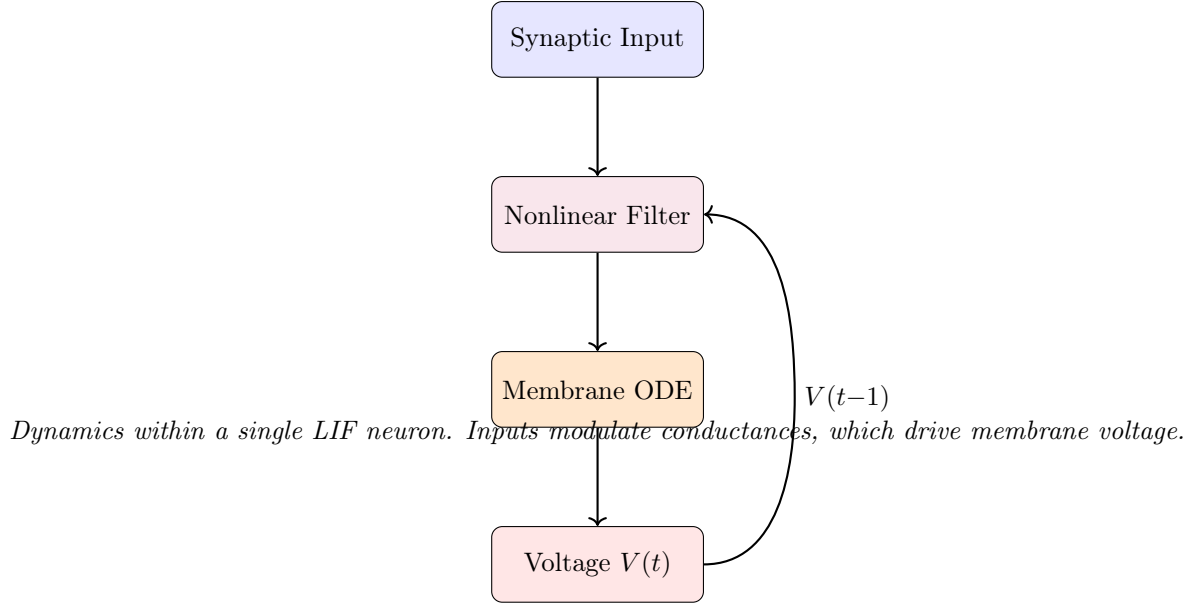 Synaptic Input
Nonlinear Filter
Membrane ODE
V(t−1)
Dynamics within a single LIF neuron. Inputs modulate conductances, which drive membrane voltage.
Voltage V(t)